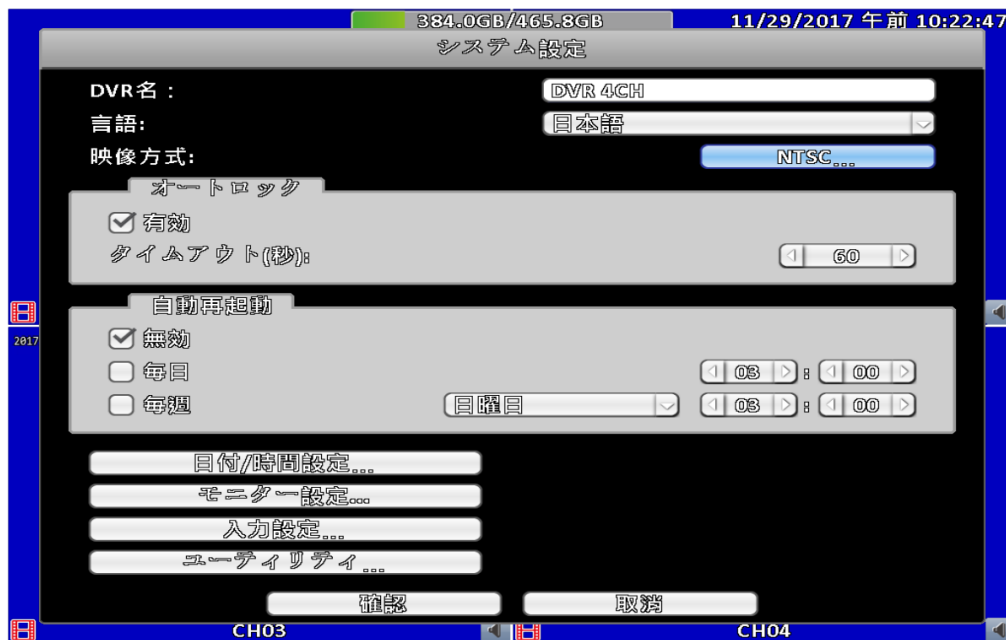 384.0GB/465.8GB 11/29/2017 午前 10:22:47
システム設定
DVR名 : DVR 4CH
言語: 日本語
映像方式: NTSC...
オートロック
有効
タイムアウト(秒): 60
自動再起動
無効
2017
毎日 03 : 00
毎週 日曜日 03 : 00
日付/時間設定...
モニター設定...
入力設定...
ユーティリティ...
確認 取消
CH03 CH04